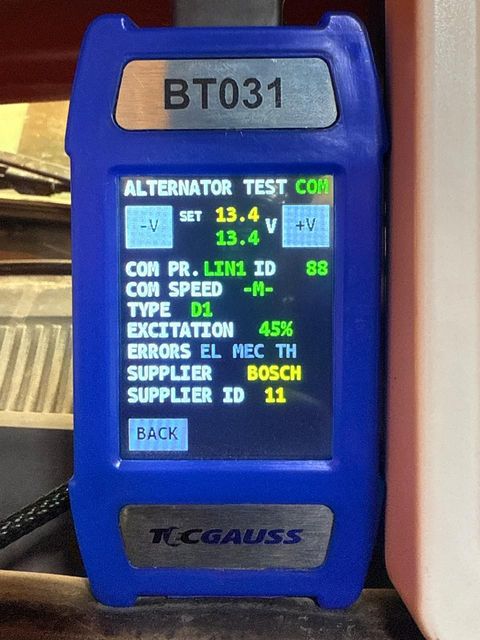 BT031
ALTERNATOR TEST COM
-V SET 13.4 V +V
13.4
COM PR. LIN1 ID 88
COM SPEED -M-
TYPE D1
EXCITATION 45%
ERRORS EL MEC TH
SUPPLIER BOSCH
SUPPLIER ID 11
BACK
TOCGAUSS